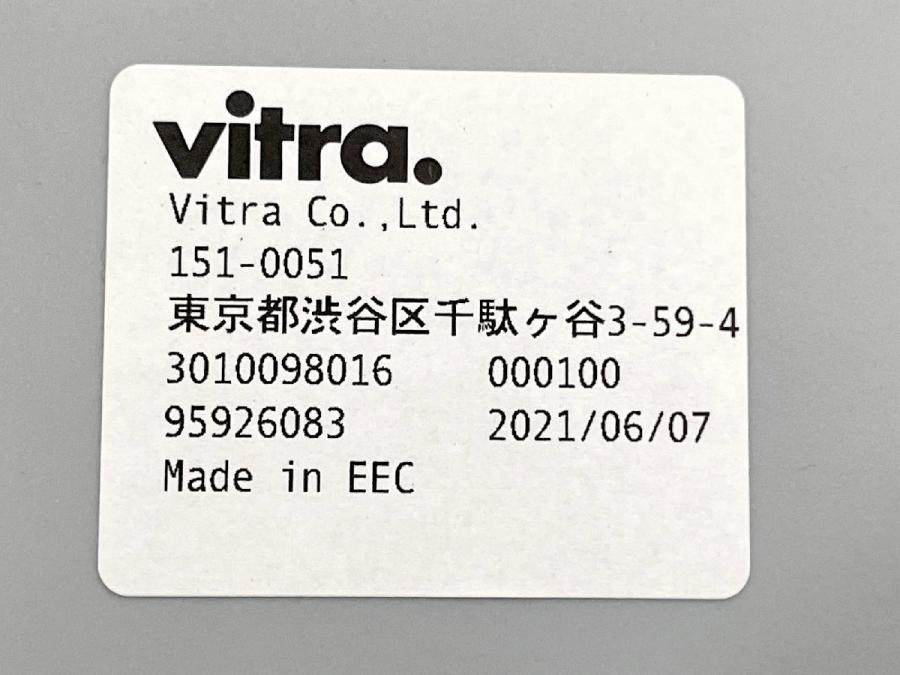 vitra.
Vitra Co.,Ltd.
151-0051
東京都渋谷区千駄ヶ谷3-59-4
3010098016 000100
95926083 2021/06/07
Made in EEC